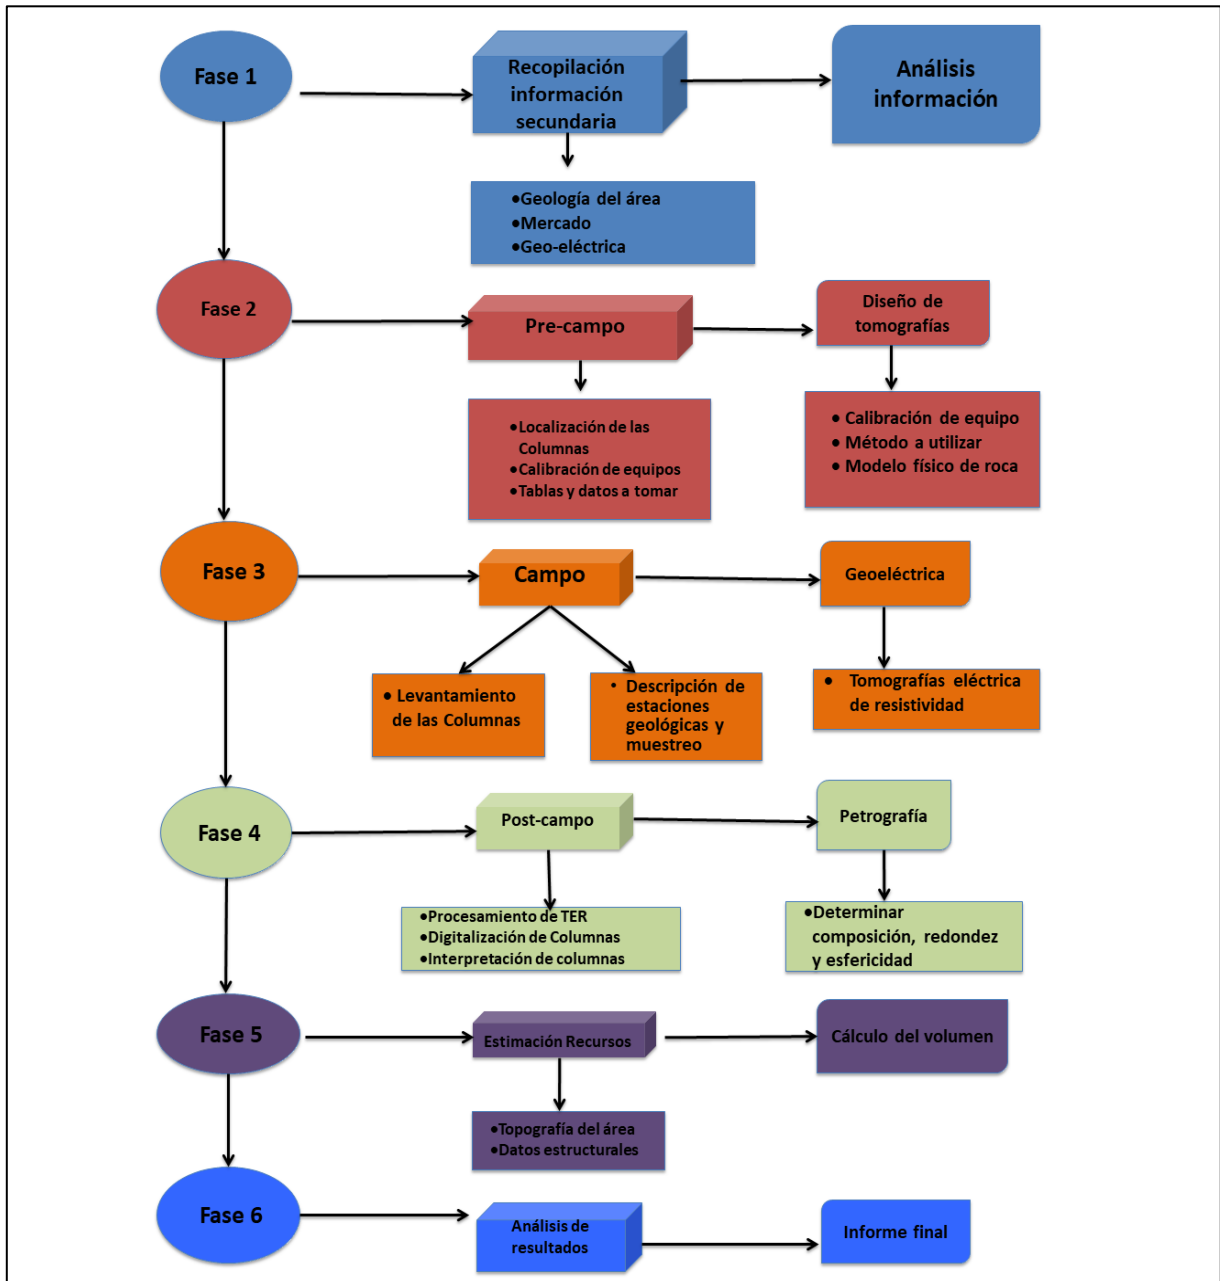 Fase 1
Recopilación
información
secundaria
Análisis
información
•Geología del área
•Mercado
•Geo-eléctrica
Fase 2
Pre-campo
Diseño de
tomografías
•Localización de las
Columnas
•Calibración de equipos
•Tablas y datos a tomar
• Calibración de equipo
• Método a utilizar
• Modelo físico de roca
Fase 3
Campo
Geoeléctrica
• Levantamiento
de las Columnas
• Descripción de
estaciones
geológicas y
muestreo
• Tomografías eléctrica
de resistividad
Fase 4
Post-campo
Petrografía
•Procesamiento de TER
•Digitalización de Columnas
•Interpretación de columnas
•Determinar
composición, redondez
y esfericidad
Fase 5
Estimación Recursos
Cálculo del volumen
•Topografía del área
•Datos estructurales
Fase 6
Análisis de
resultados
Informe final